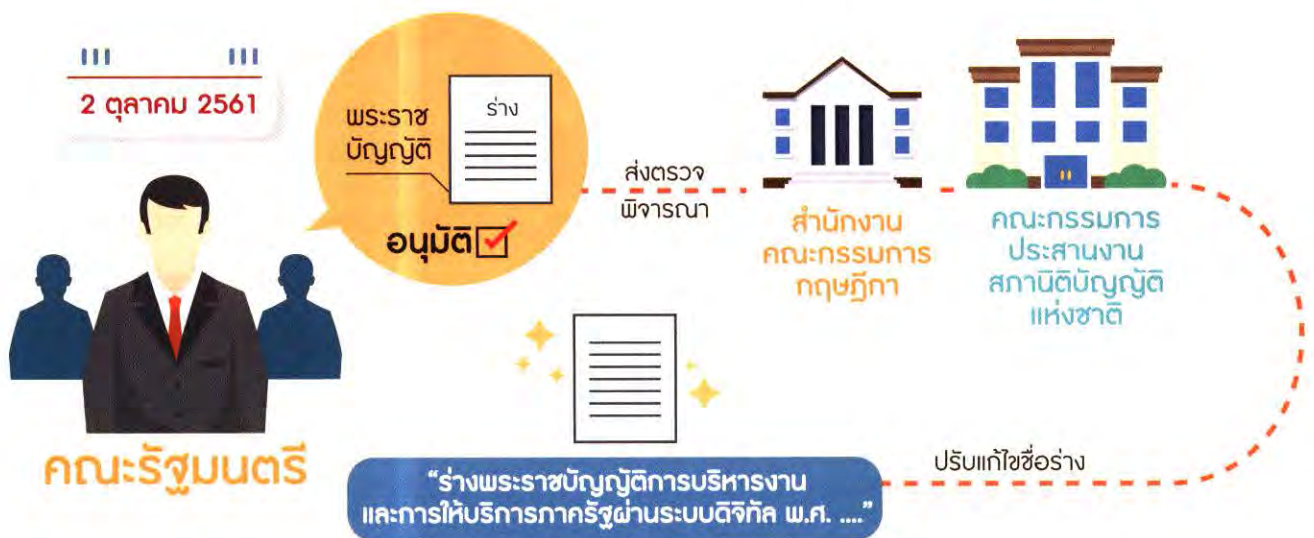 2 ตุลาคม 2561
พระราช
บัญญัติ
ร่าง
อนุมัติ
ส่งตรวจ
พิจารณา
สำนักงาน
คณะกรรมการ
กฤษฎีกา
คณะกรรมการ
ประสานงาน
สภานิติบัญญัติ
แห่งชาติ
คณะรัฐมนตรี
ปรับแก้ไขชื่อร่าง
“ร่างพระราชบัญญัติการบริหารงาน
และการให้บริการภาครัฐผ่านระบบดิจิทัล พ.ศ. ....”